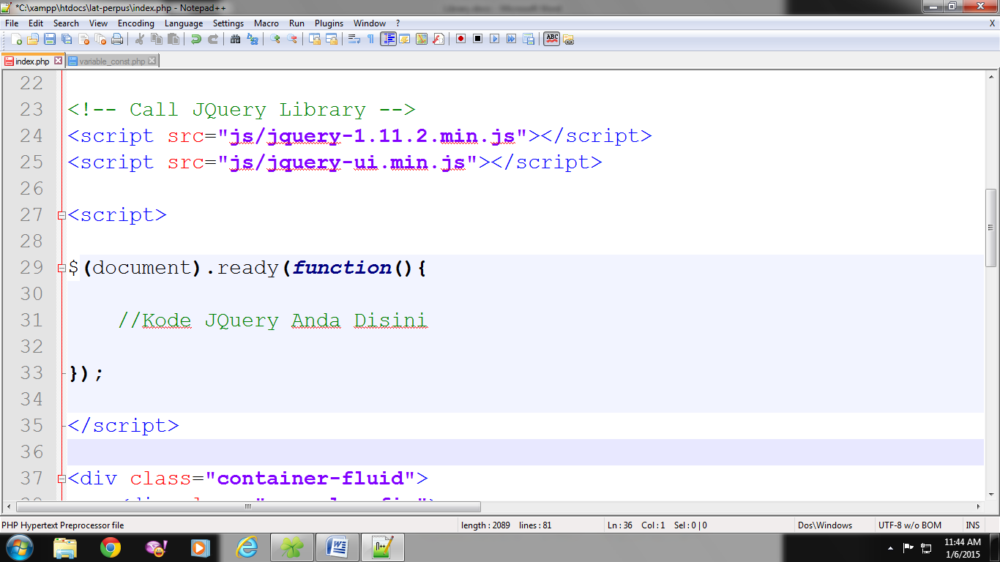 *C:\xampp\htdocs\lat-perpus\index.php - Notepad++
File Edit Search View Encoding Language Settings Macro Run Plugins Window ? X
index.php variable_const.php
22
23 <!-- Call JQuery Library -->
24 <script src="js/jquery-1.11.2.min.js"></script>
25 <script src="js/jquery-ui.min.js"></script>
26
27 <script>
28
29 $(document).ready(function(){
30
31 //Kode JQuery Anda Disini
32
33 });
34
35 </script>
36
37 <div class="container-fluid">
PHP Hypertext Preprocessor file length : 2089 lines : 81 Ln : 36 Col : 1 Sel : 0 | 0 Dos\Windows UTF-8 w/o BOM INS
11:44 AM
1/6/2015